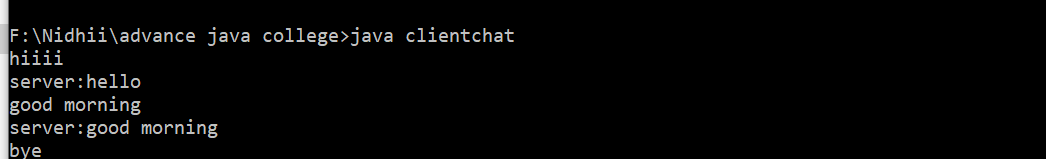 F:\Nidhii\advance java college>java clientchat
hiiii
server:hello
good morning
server:good morning
bye